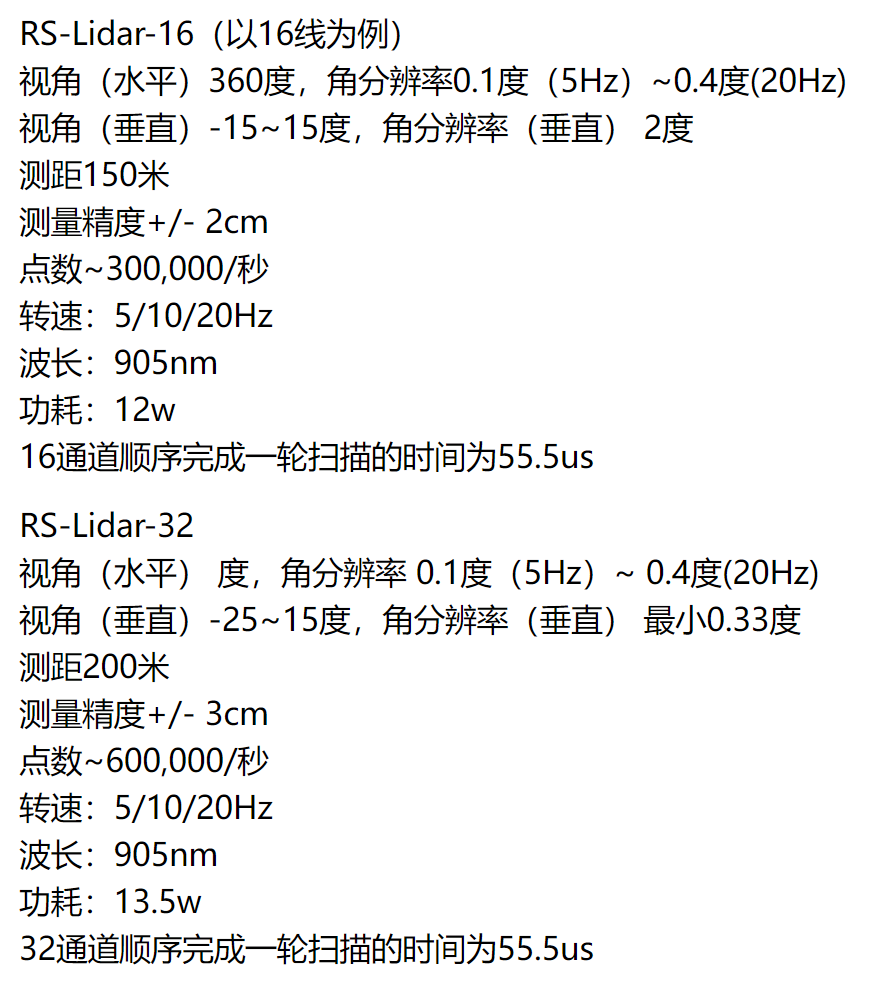 RS-Lidar-16（以16线为例）
视角（水平）360度，角分辨率0.1度（5Hz）~0.4度(20Hz)
视角（垂直）-15~15度，角分辨率（垂直） 2度
测距150米
测量精度+/- 2cm
点数~300,000/秒
转速：5/10/20Hz
波长：905nm
功耗：12w
16通道顺序完成一轮扫描的时间为55.5us
RS-Lidar-32
视角（水平） 度，角分辨率 0.1度（5Hz）~ 0.4度(20Hz)
视角（垂直）-25~15度，角分辨率（垂直） 最小0.33度
测距200米
测量精度+/- 3cm
点数~600,000/秒
转速：5/10/20Hz
波长：905nm
功耗：13.5w
32通道顺序完成一轮扫描的时间为55.5us